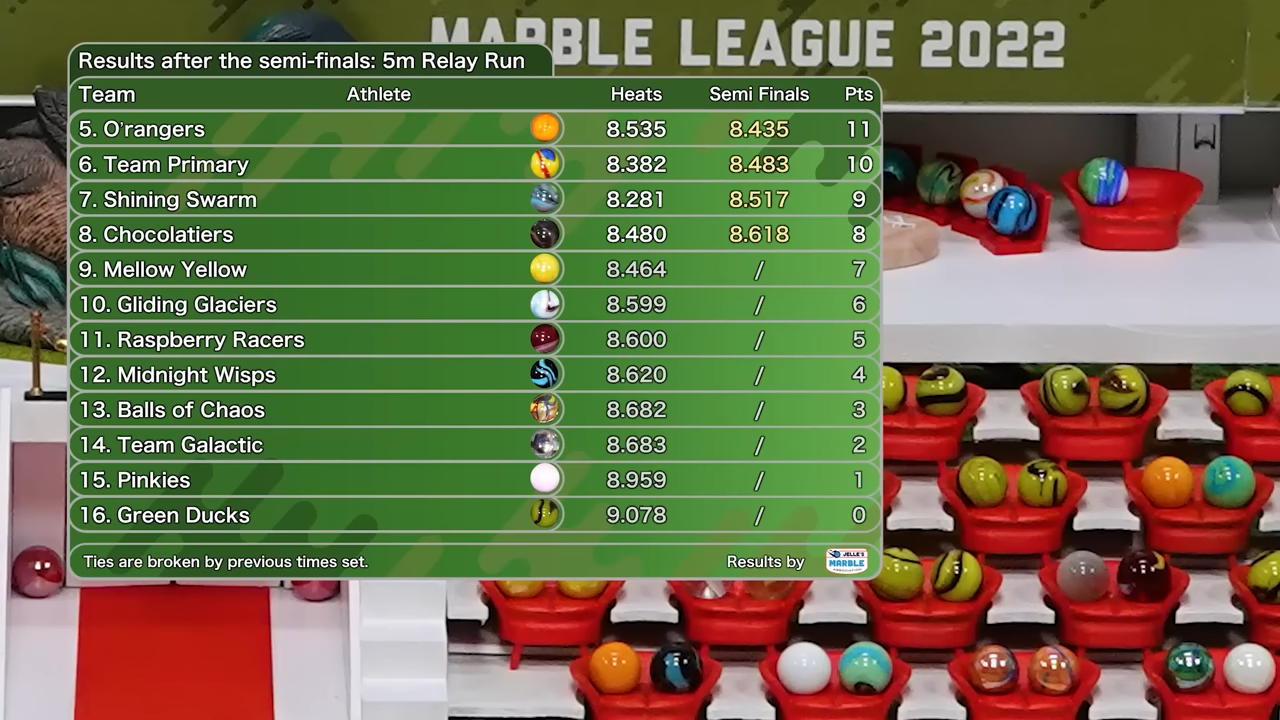 MARBLE LEAGUE 2022
Results after the semi-finals: 5m Relay Run
Team Athlete Heats Semi Finals Pts
5. O'rangers 8.535 8.435 11
6. Team Primary 8.382 8.483 10
7. Shining Swarm 8.281 8.517 9
8. Chocolatiers 8.480 8.618 8
9. Mellow Yellow 8.464 / 7
10. Gliding Glaciers 8.599 / 6
11. Raspberry Racers 8.600 / 5
12. Midnight Wisps 8.620 / 4
13. Balls of Chaos 8.682 / 3
14. Team Galactic 8.683 / 2
15. Pinkies 8.959 / 1
16. Green Ducks 9.078 / 0
Ties are broken by previous times set. Results by
JELLE'S
MARBLE